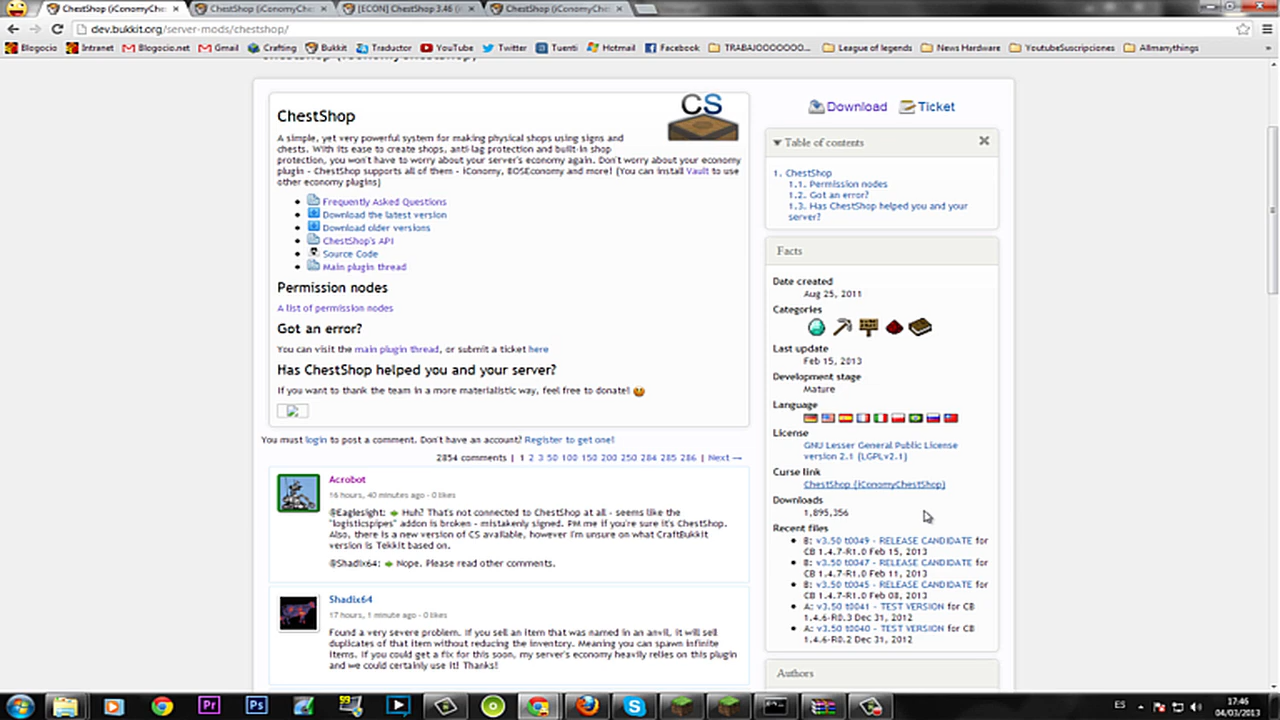 ChestShop (iConomyChe:
ChestShop (iConomyChe:
[ECON] ChestShop 3.46 (i
ChestShop (iConomyChe:
dev.bukkit.org/server-mods/chestshop/
Blogocio
Intranet
Blogocio.net
Gmail
Crafting
Bukkit
Traductor
YouTube
Twitter
Tuenti
Hotmail
Facebook
TRABAJOOOOOOO...
League of legends
News Hardware
YoutubeSuscripciones
Allmanythings
ChestShop (iConomyChestShop)
ChestShop
CS
A simple, yet very powerful system for making physical shops using signs and
chests. With its ease to create shops, anti-lag protection and built-in shop
protection, you won't have to worry about your server's economy again. Don't worry about your economy
plugin - ChestShop supports all of them - iConomy, BOSEconomy and more! (You can install Vault to use
other economy plugins)
Frequently Asked Questions
Download the latest version
Download older versions
ChestShop's API
Source Code
Main plugin thread
Permission nodes
A list of permission nodes
Got an error?
You can visit the main plugin thread, or submit a ticket here
Has ChestShop helped you and your server?
If you want to thank the team in a more materialistic way, feel free to donate!
You must login to post a comment. Don't have an account? Register to get one!
2854 comments | 1 2 3 50 100 150 200 250 284 285 286 | Next →
Acrobot
16 hours, 40 minutes ago - 0 likes
@Eaglesight: Huh? That's not connected to ChestShop at all - seems like the
"logisticspipes" addon is broken - mistakenly signed. PM me if you're sure it's ChestShop.
Also, there is a new version of CS available, however I'm unsure on what CraftBukkit
version is Tekkit based on.
@Shadix64: Nope. Please read other comments.
Shadix64
17 hours, 1 minute ago - 0 likes
Found a very severe problem. If you sell an item that was named in an anvil, it will sell
duplicates of that item without reducing the inventory. Meaning you can spawn infinite
items. If you could get a fix for this soon, my server's economy heavily relies on this plugin
and we could certainly use it! Thanks!
Download
Ticket
Table of contents
1. ChestShop
1.1. Permission nodes
1.2. Got an error?
1.3. Has ChestShop helped you and your
server?
Facts
Date created
Aug 25, 2011
Categories
Last update
Feb 15, 2013
Development stage
Mature
Language
License
GNU Lesser General Public License
version 2.1 (LGPLv2.1)
Curse link
ChestShop (iConomyChestShop)
Downloads
1,895,356
Recent files
B: v3.50 t0049 - RELEASE CANDIDATE for
CB 1.4.7-R1.0 Feb 15, 2013
B: v3.50 t0047 - RELEASE CANDIDATE for
CB 1.4.7-R1.0 Feb 11, 2013
B: v3.50 t0045 - RELEASE CANDIDATE for
CB 1.4.7-R1.0 Feb 08, 2013
A: v3.50 t0041 - TEST VERSION for CB
1.4.6-R0.3 Dec 31, 2012
A: v3.50 t0040 - TEST VERSION for CB
1.4.6-R0.2 Dec 31, 2012
Authors
Pr
Ps
99
ES
17:46
04/03/2013